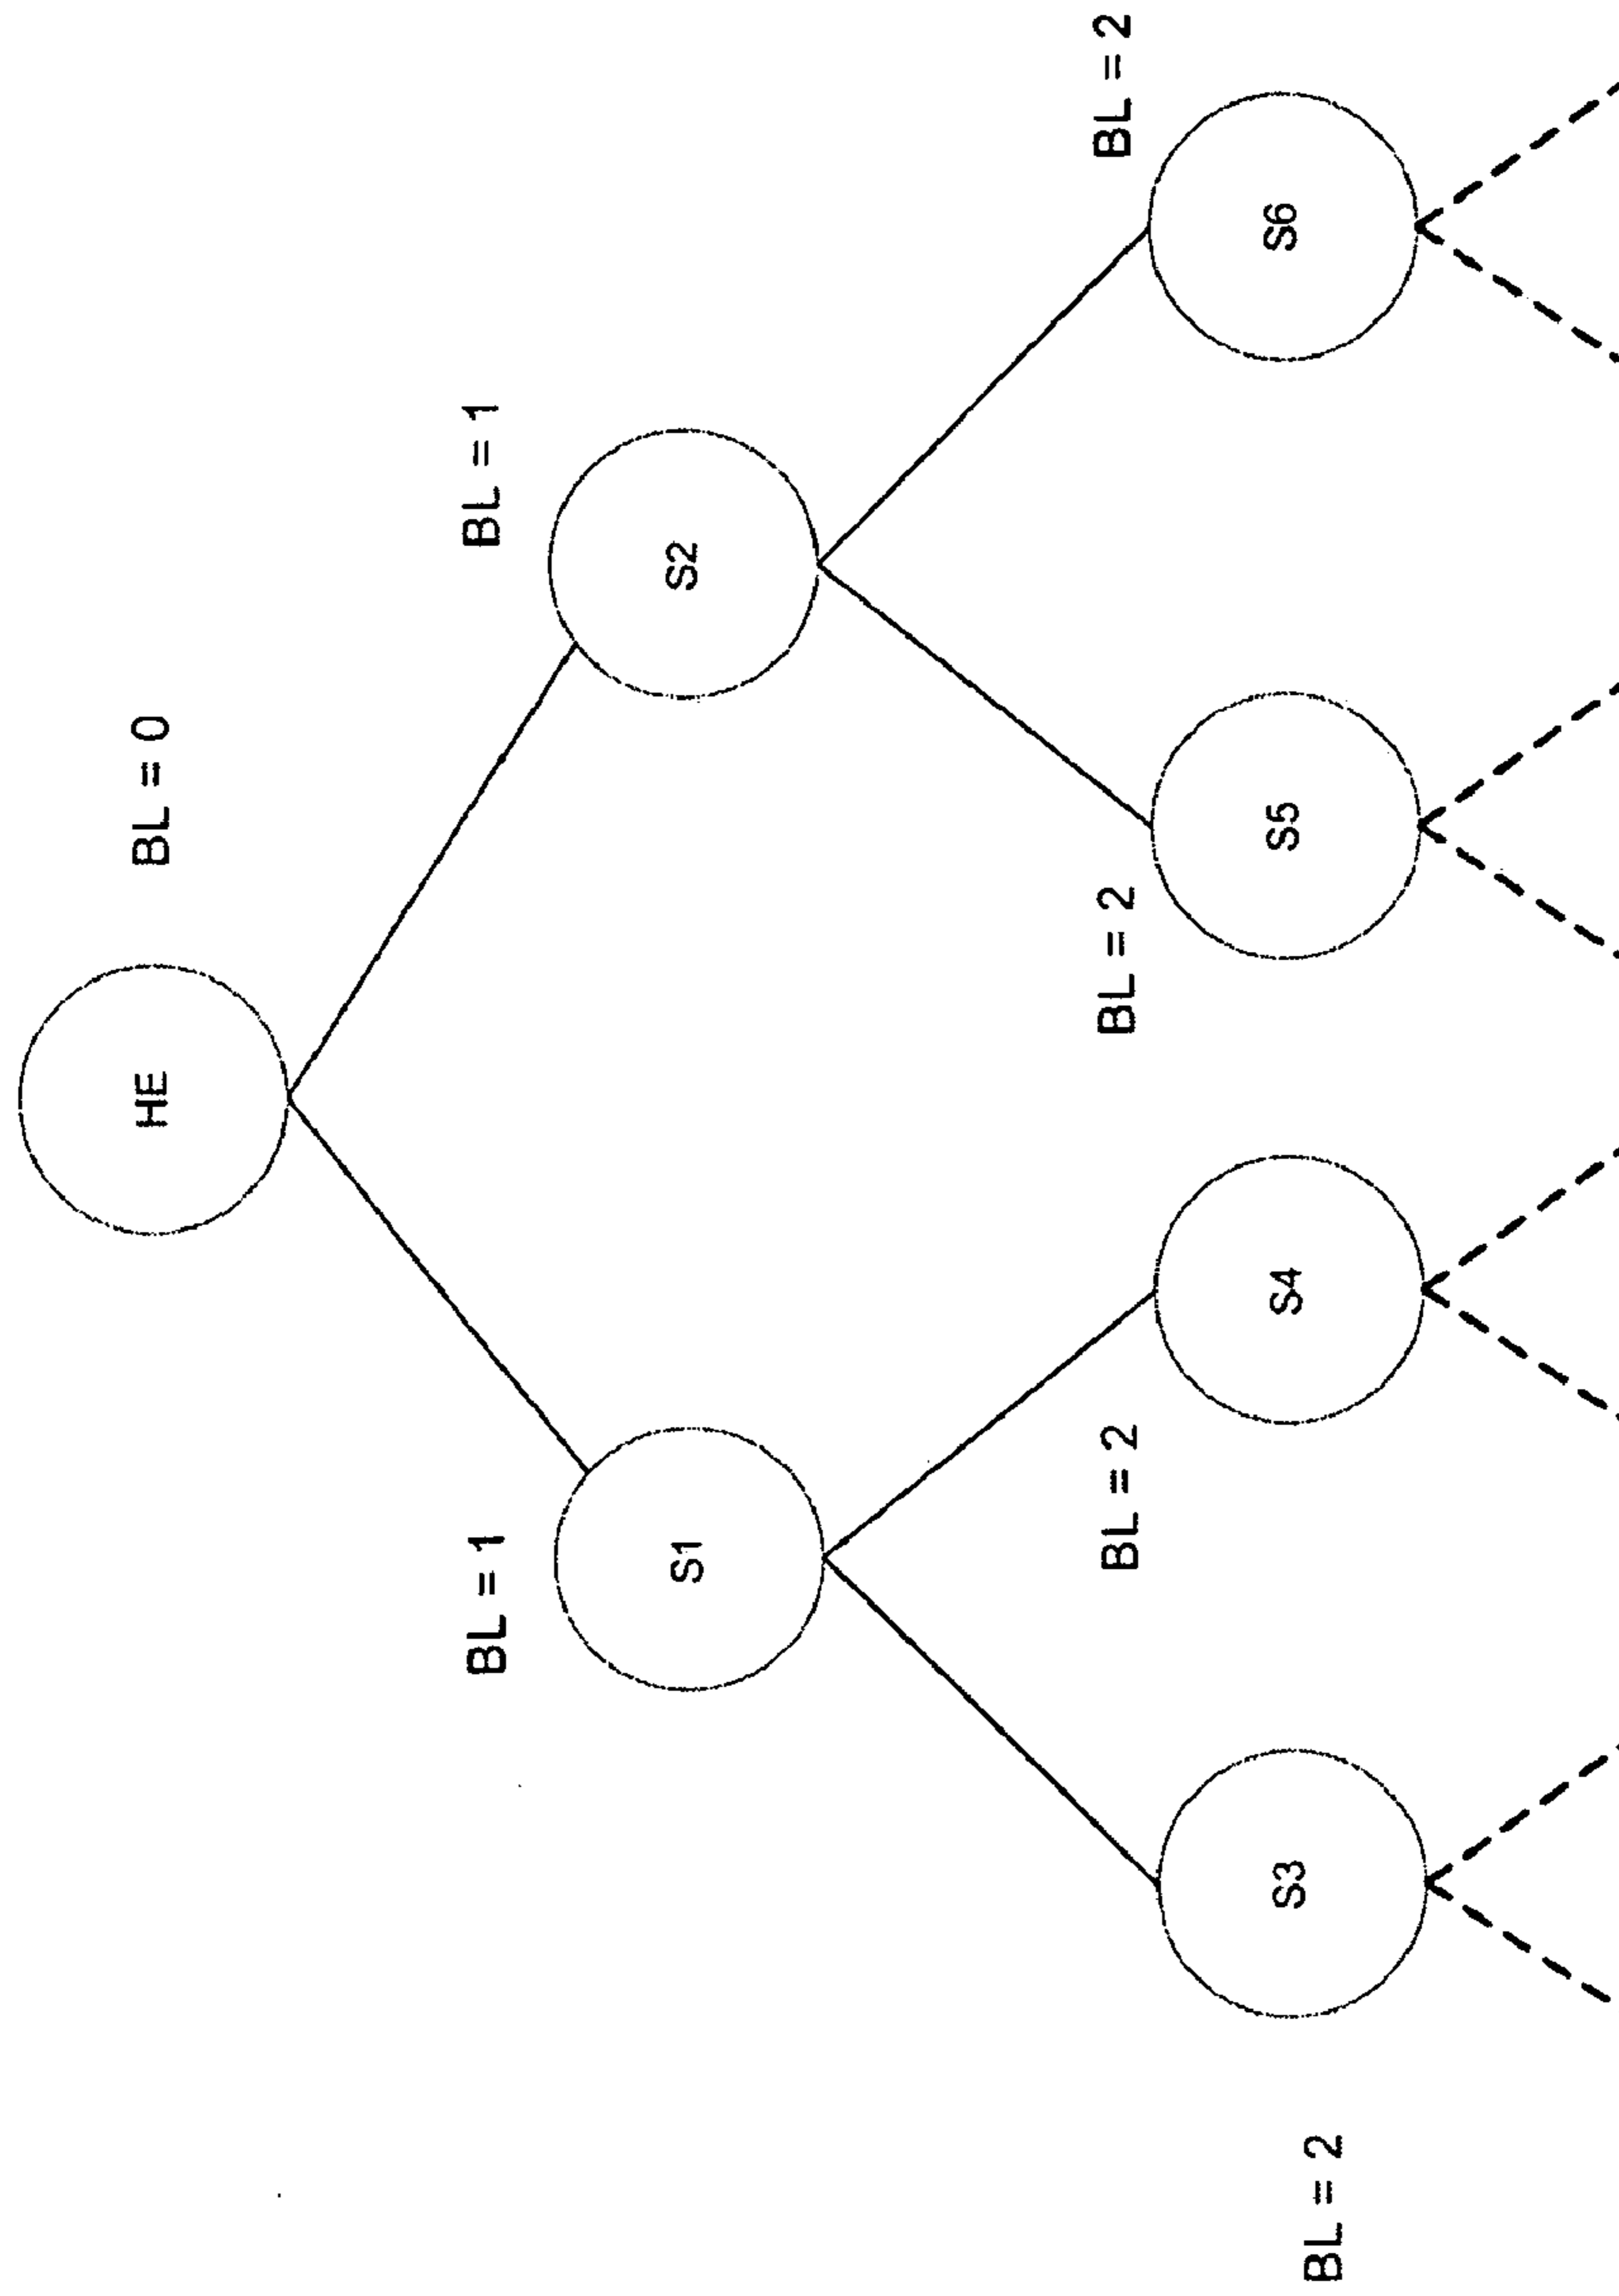 HE
BL = 0
BL = 1
BL = 1
S1
S2
BL = 2
BL = 2
BL = 2
S3
S4
S5
S6
BL = 2